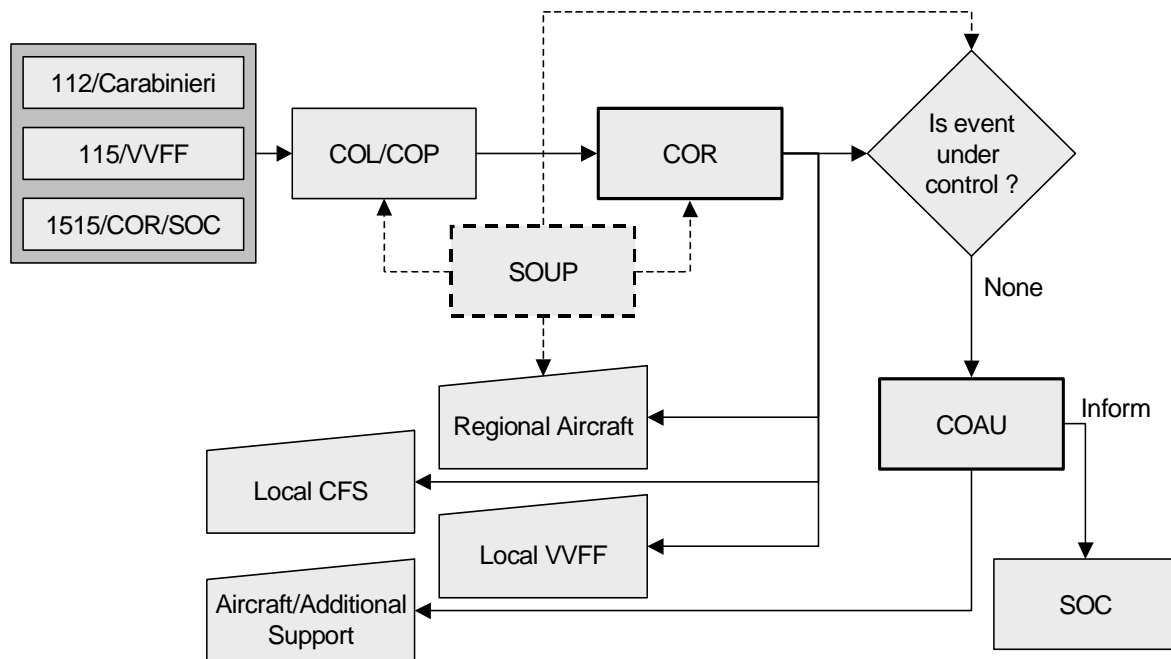 112/Carabinieri
115/VVFF
1515/COR/SOC
COL/COP
COR
Is event
under
control ?
SOUP
None
Regional Aircraft
COAU
Inform
Local CFS
Local VVFF
Aircraft/Additional
Support
SOC